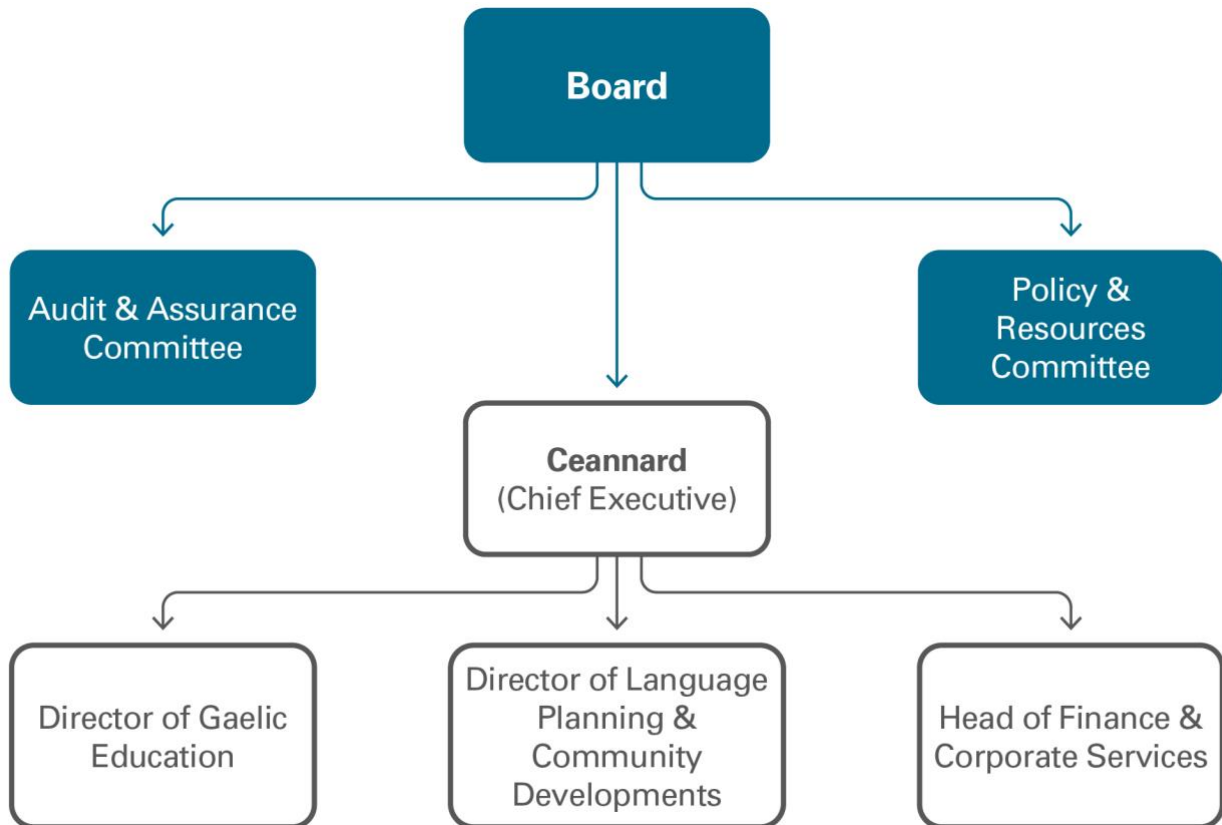 Board
Audit & Assurance
Committee
Policy &
Resources
Committee
Ceannard
(Chief Executive)
Director of Gaelic
Education
Director of Language
Planning &
Community
Developments
Head of Finance &
Corporate Services